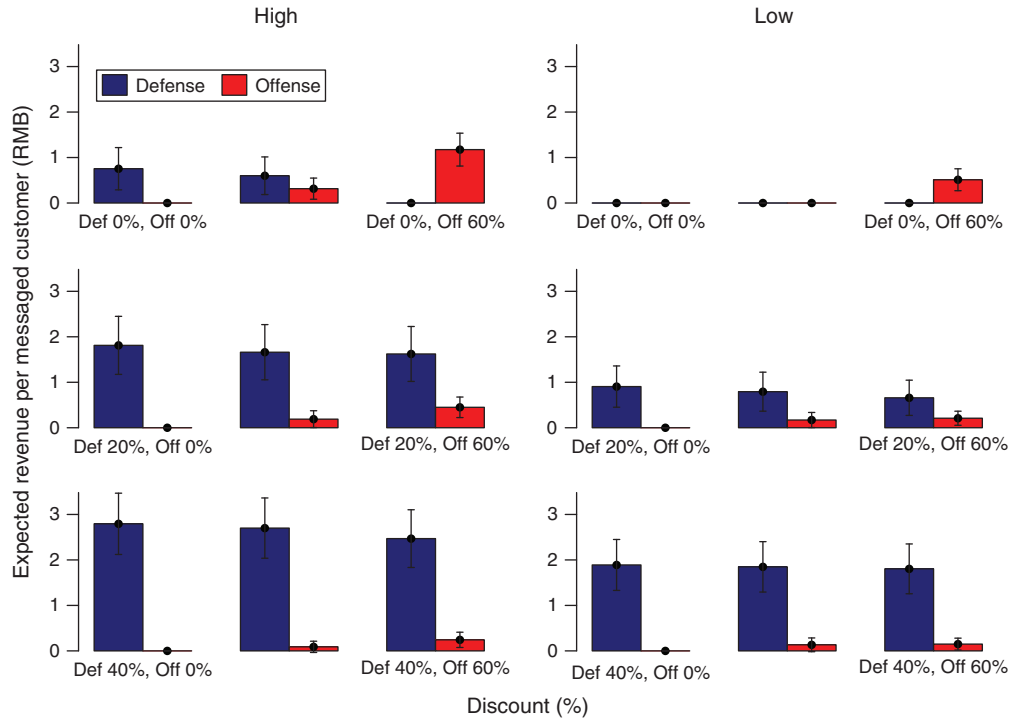 High
Low
Expected revenue per messaged customer (RMB)
3
2
1
0
Defense
Offense
Def 0%, Off 0%
Def 0%, Off 60%
3
2
1
0
Def 0%, Off 0%
Def 0%, Off 60%
3
2
1
0
Def 20%, Off 0%
Def 20%, Off 60%
3
2
1
0
Def 20%, Off 0%
Def 20%, Off 60%
3
2
1
0
Def 40%, Off 0%
Def 40%, Off 60%
3
2
1
0
Def 40%, Off 0%
Def 40%, Off 60%
Discount (%)